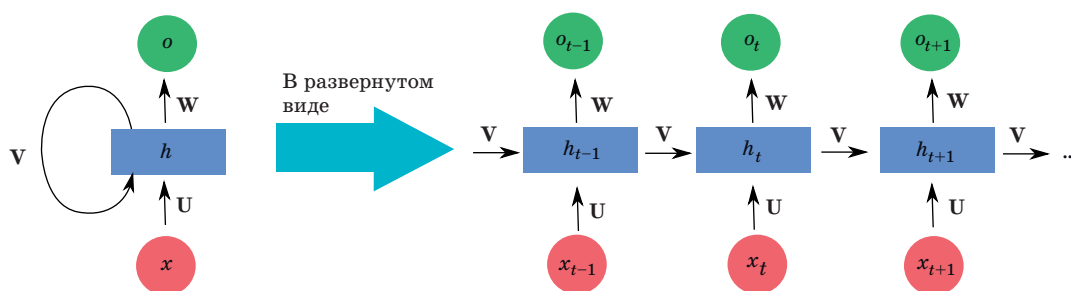 o
W
V
h
U
x
В развернутом
виде
o_{t-1} o_t o_{t+1}
W W W
V V V V
h_{t-1} h_t h_{t+1} ..
U U U
x_{t-1} x_t x_{t+1}